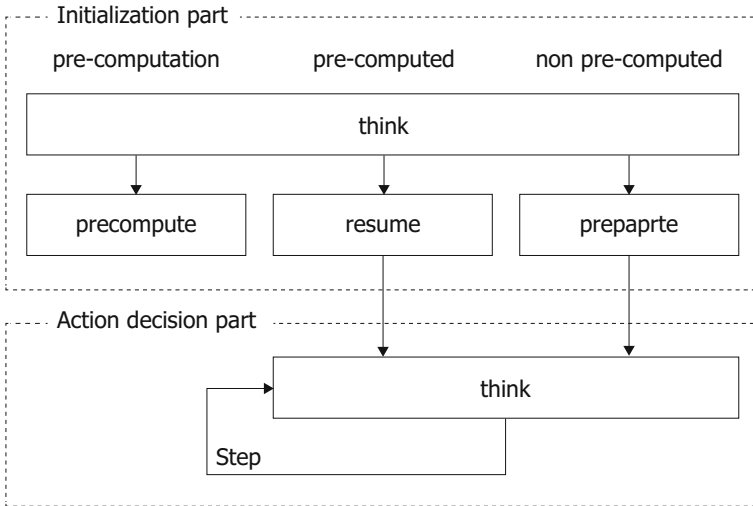 Initialization part
pre-computation pre-computed non pre-computed
think
precompute resume prepaprte
Action decision part
think
Step